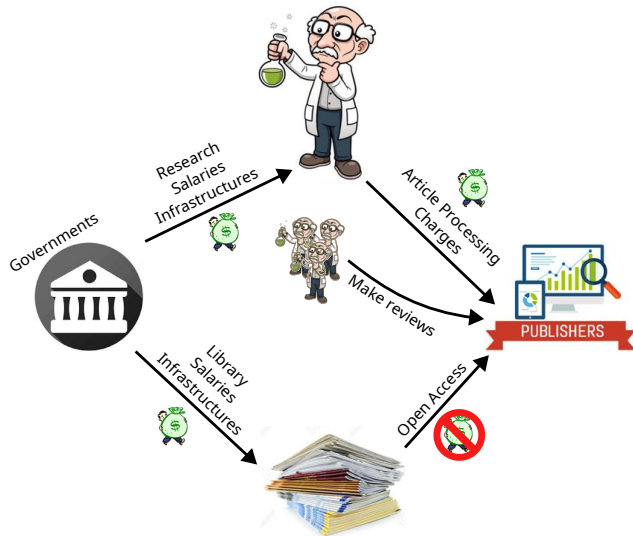 Governments
Research
Salaries
Infrastructures
Article Processing
Charges
Make reviews
PUBLISHERS
Library
Salaries
Infrastructures
Open Access